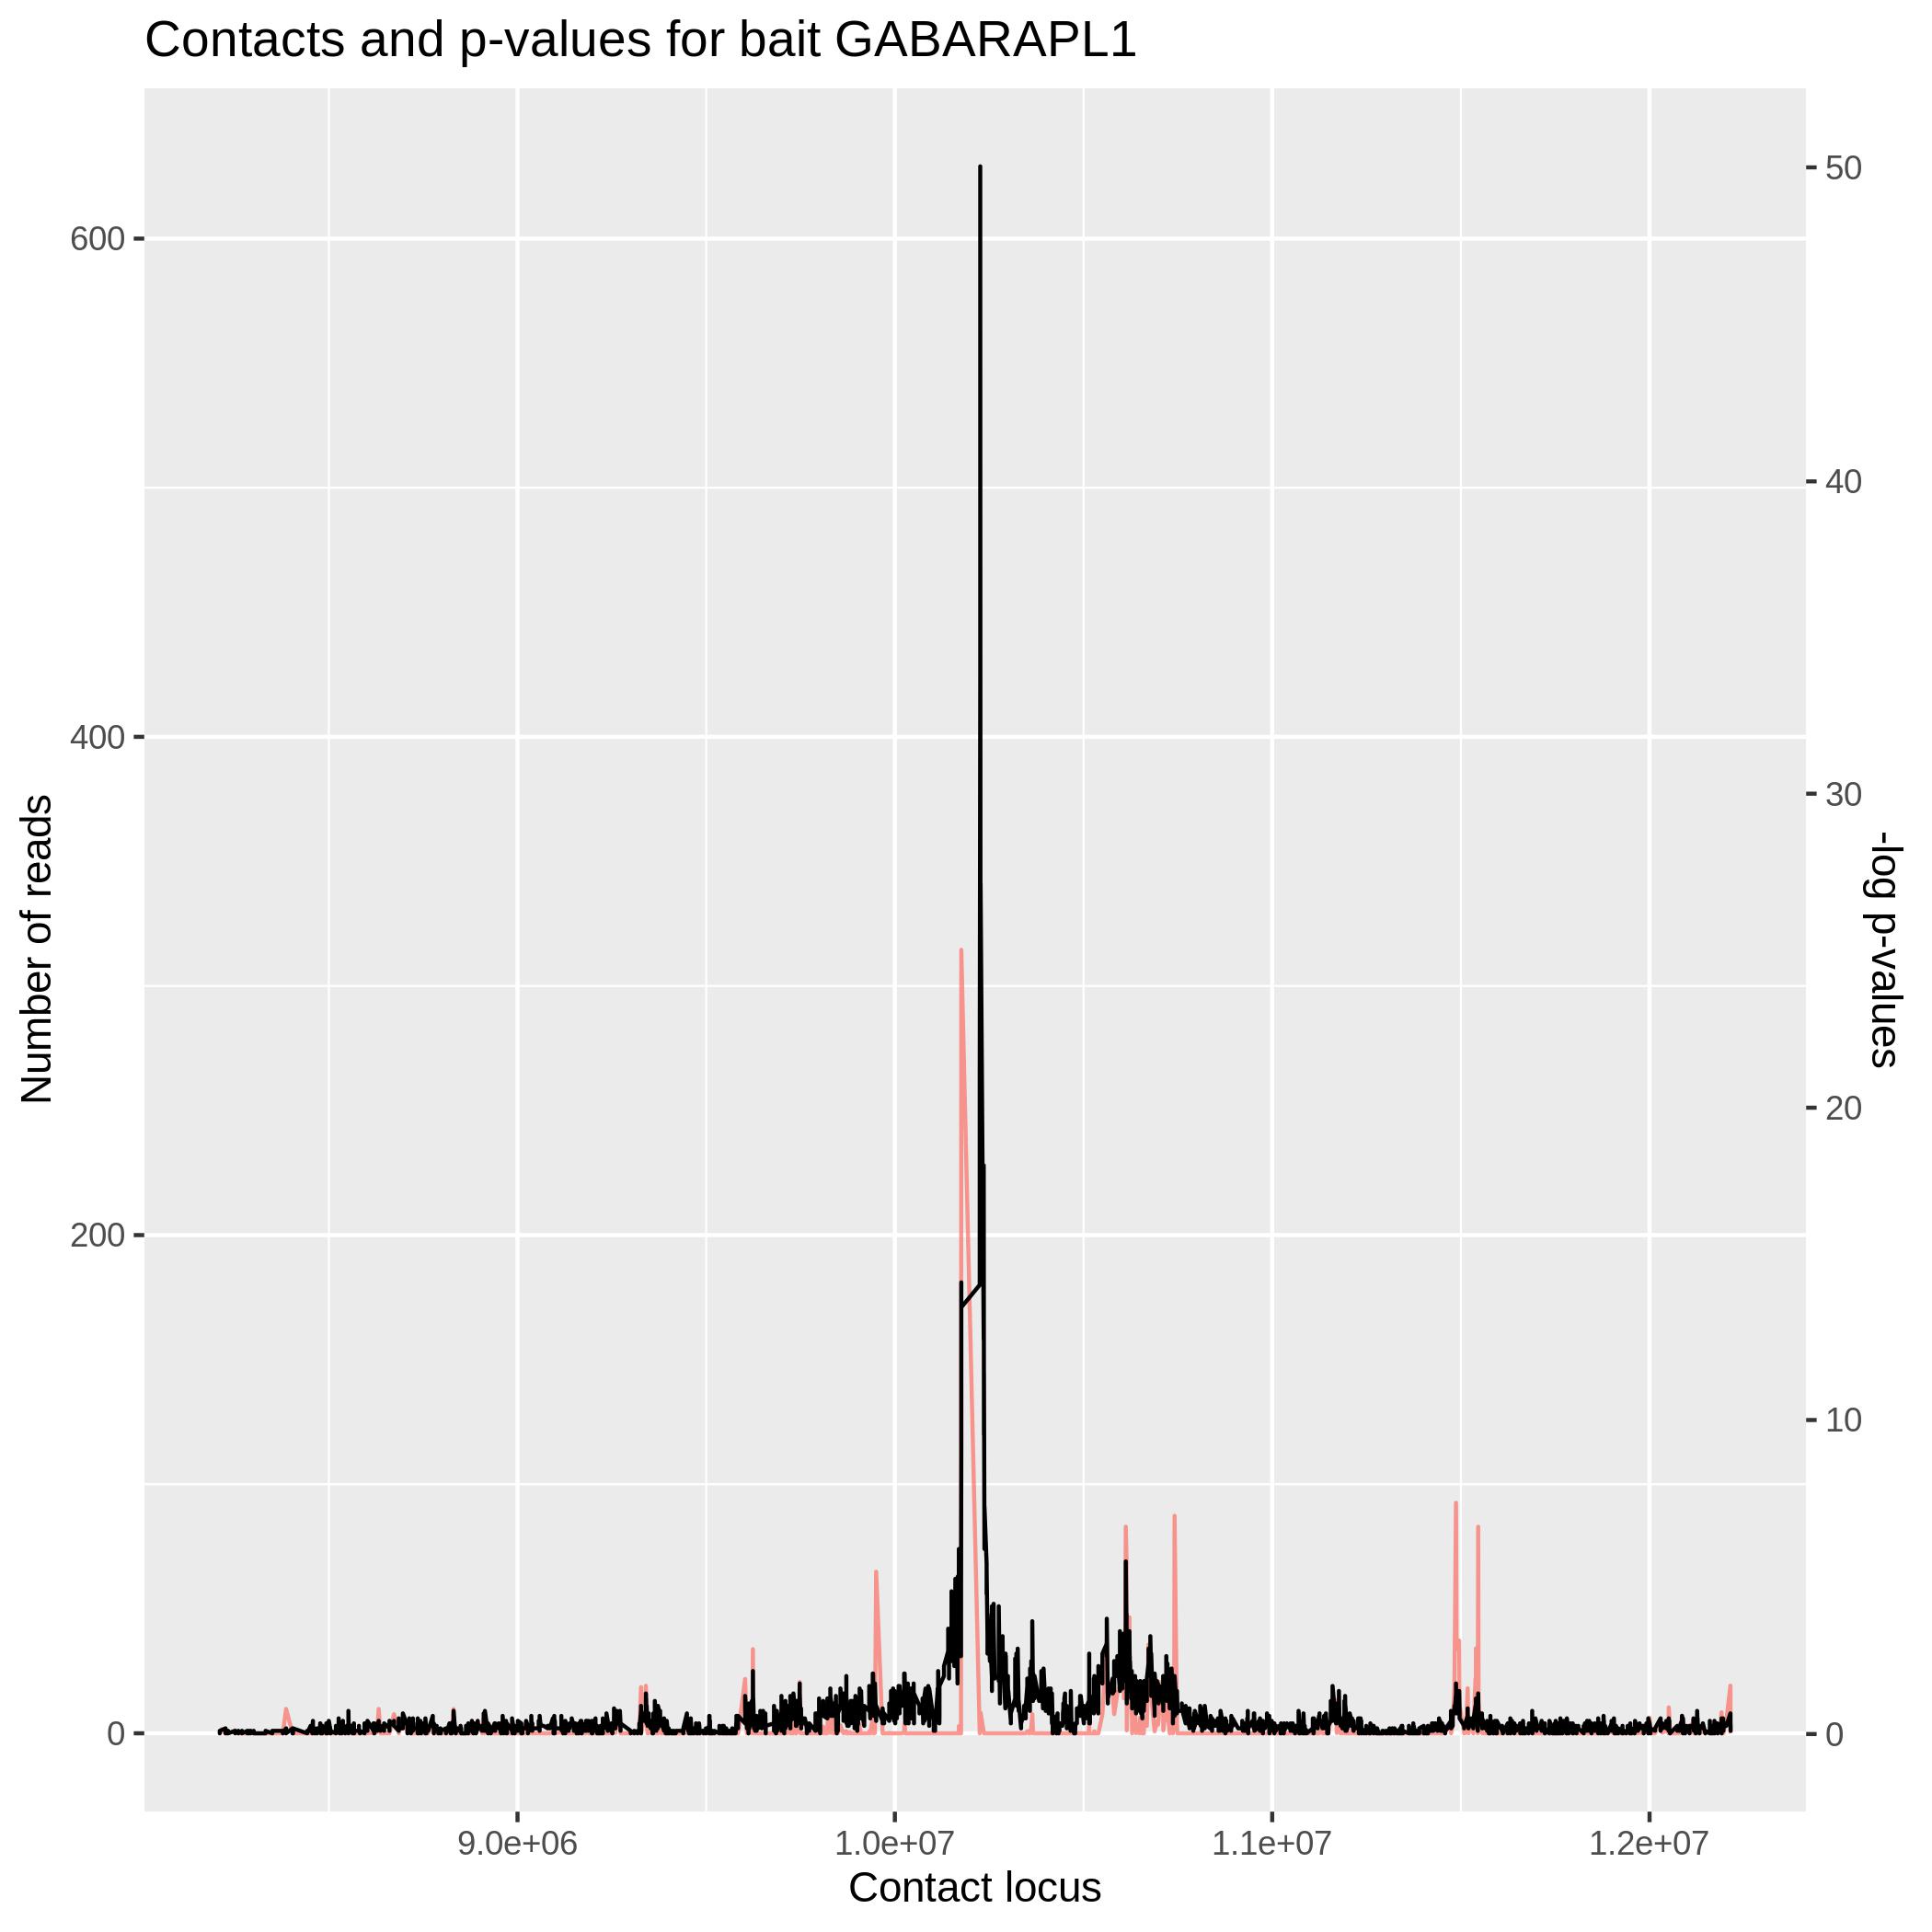 Contacts and p-values for bait GABARAPL1
Number of reads
600
400
200
0
50
40
30
20
10
0
-log p-values
9.0e+06 1.0e+07 1.1e+07 1.2e+07
Contact locus